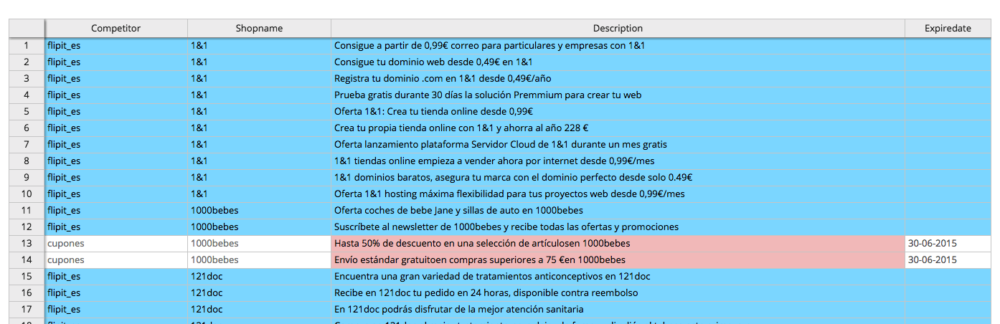 Competitor Shopname Description Expiredate
1 flipit_es 1&1 Consigue a partir de 0,99€ correo para particulares y empresas con 1&1
2 flipit_es 1&1 Consigue tu dominio web desde 0,49€ en 1&1
3 flipit_es 1&1 Registra tu dominio .com en 1&1 desde 0,49€/año
4 flipit_es 1&1 Prueba gratis durante 30 días la solución Premmium para crear tu web
5 flipit_es 1&1 Oferta 1&1: Crea tu tienda online desde 0,99€
6 flipit_es 1&1 Crea tu propia tienda online con 1&1 y ahorra al año 228 €
7 flipit_es 1&1 Oferta lanzamiento plataforma Servidor Cloud de 1&1 durante un mes gratis
8 flipit_es 1&1 1&1 tiendas online empieza a vender ahora por internet desde 0,99€/mes
9 flipit_es 1&1 1&1 dominios baratos, asegura tu marca con el dominio perfecto desde solo 0.49€
10 flipit_es 1&1 Oferta 1&1 hosting máxima flexibilidad para tus proyectos web desde 0,99€/mes
11 flipit_es 1000bebes Oferta coches de bebe Jane y sillas de auto en 1000bebes
12 flipit_es 1000bebes Suscríbete al newsletter de 1000bebes y recibe todas las ofertas y promociones
13 cupones 1000bebes Hasta 50% de descuento en una selección de artículosen 1000bebes 30-06-2015
14 cupones 1000bebes Envío estándar gratuitoen compras superiores a 75 €en 1000bebes 30-06-2015
15 flipit_es 121doc Encuentra una gran variedad de tratamientos anticonceptivos en 121doc
16 flipit_es 121doc Recibe en 121doc tu pedido en 24 horas, disponible contra reembolso
17 flipit_es 121doc En 121doc podrás disfrutar de la mejor atención sanitaria